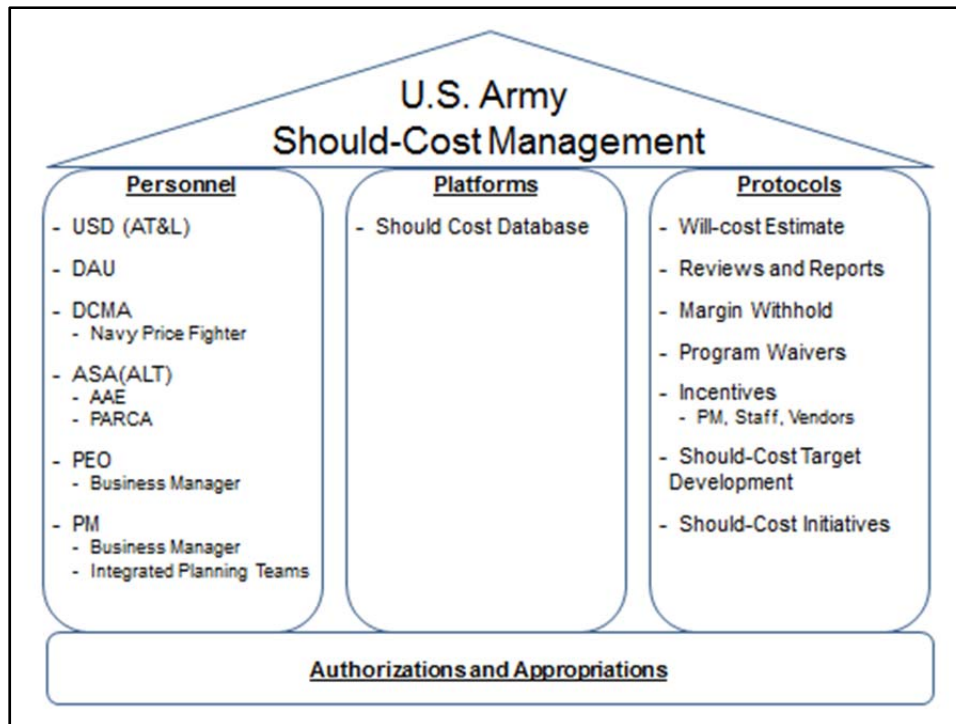 U.S. Army
Should-Cost Management
Personnel
- USD (AT&L)
- DAU
- DCMA
- Navy Price Fighter
- ASA(ALT)
- AAE
- PARCA
- PEO
- Business Manager
- PM
- Business Manager
- Integrated Planning Teams
Platforms
- Should Cost Database
Protocols
- Will-cost Estimate
- Reviews and Reports
- Margin Withhold
- Program Waivers
- Incentives
- PM, Staff, Vendors
- Should-Cost Target
Development
- Should-Cost Initiatives
Authorizations and Appropriations